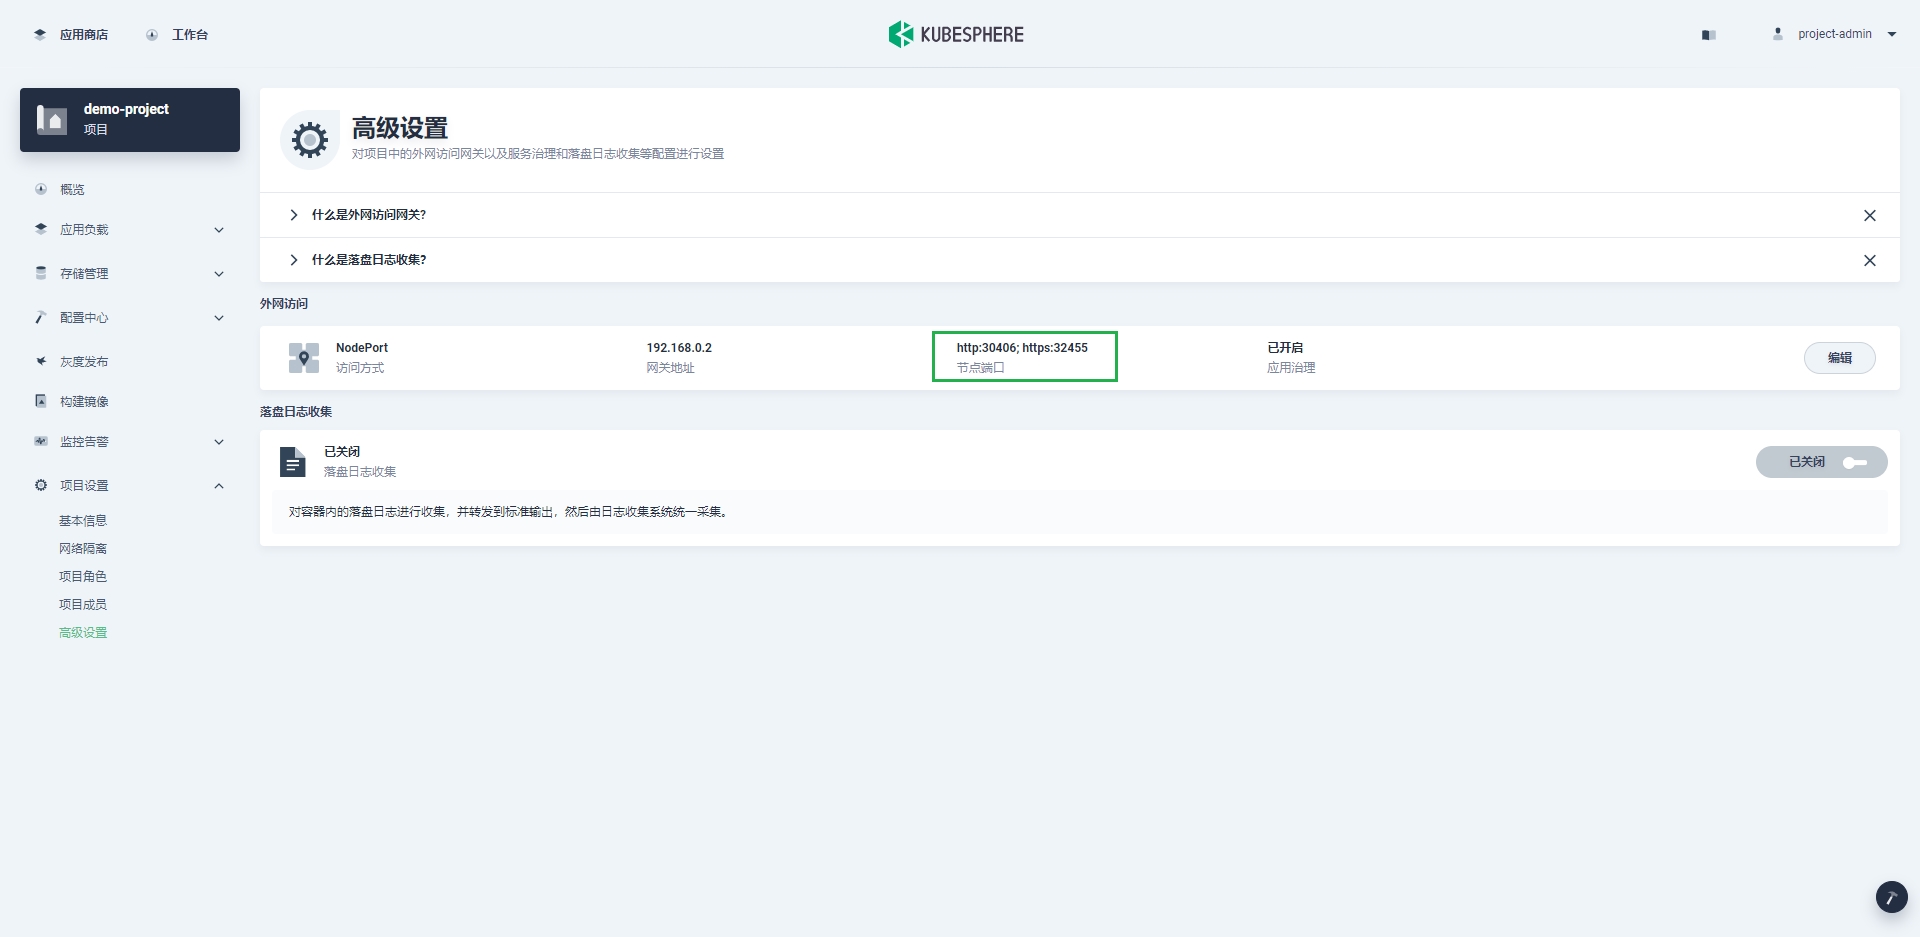 应用商店
工作台
KUBESPHERE
project-admin
demo-project
项目
概览
应用负载
存储管理
配置中心
灰度发布
构建镜像
监控告警
项目设置
基本信息
网络隔离
项目角色
项目成员
高级设置
高级设置
对项目中的外网访问网关以及服务治理和落盘日志收集等配置进行设置
什么是外网访问网关?
什么是落盘日志收集?
外网访问
NodePort
访问方式
192.168.0.2
网关地址
http:30406; https:32455
节点端口
已开启
应用治理
编辑
落盘日志收集
已关闭
落盘日志收集
已关闭
对容器内的落盘日志进行收集，并转发到标准输出，然后由日志收集系统统一采集。